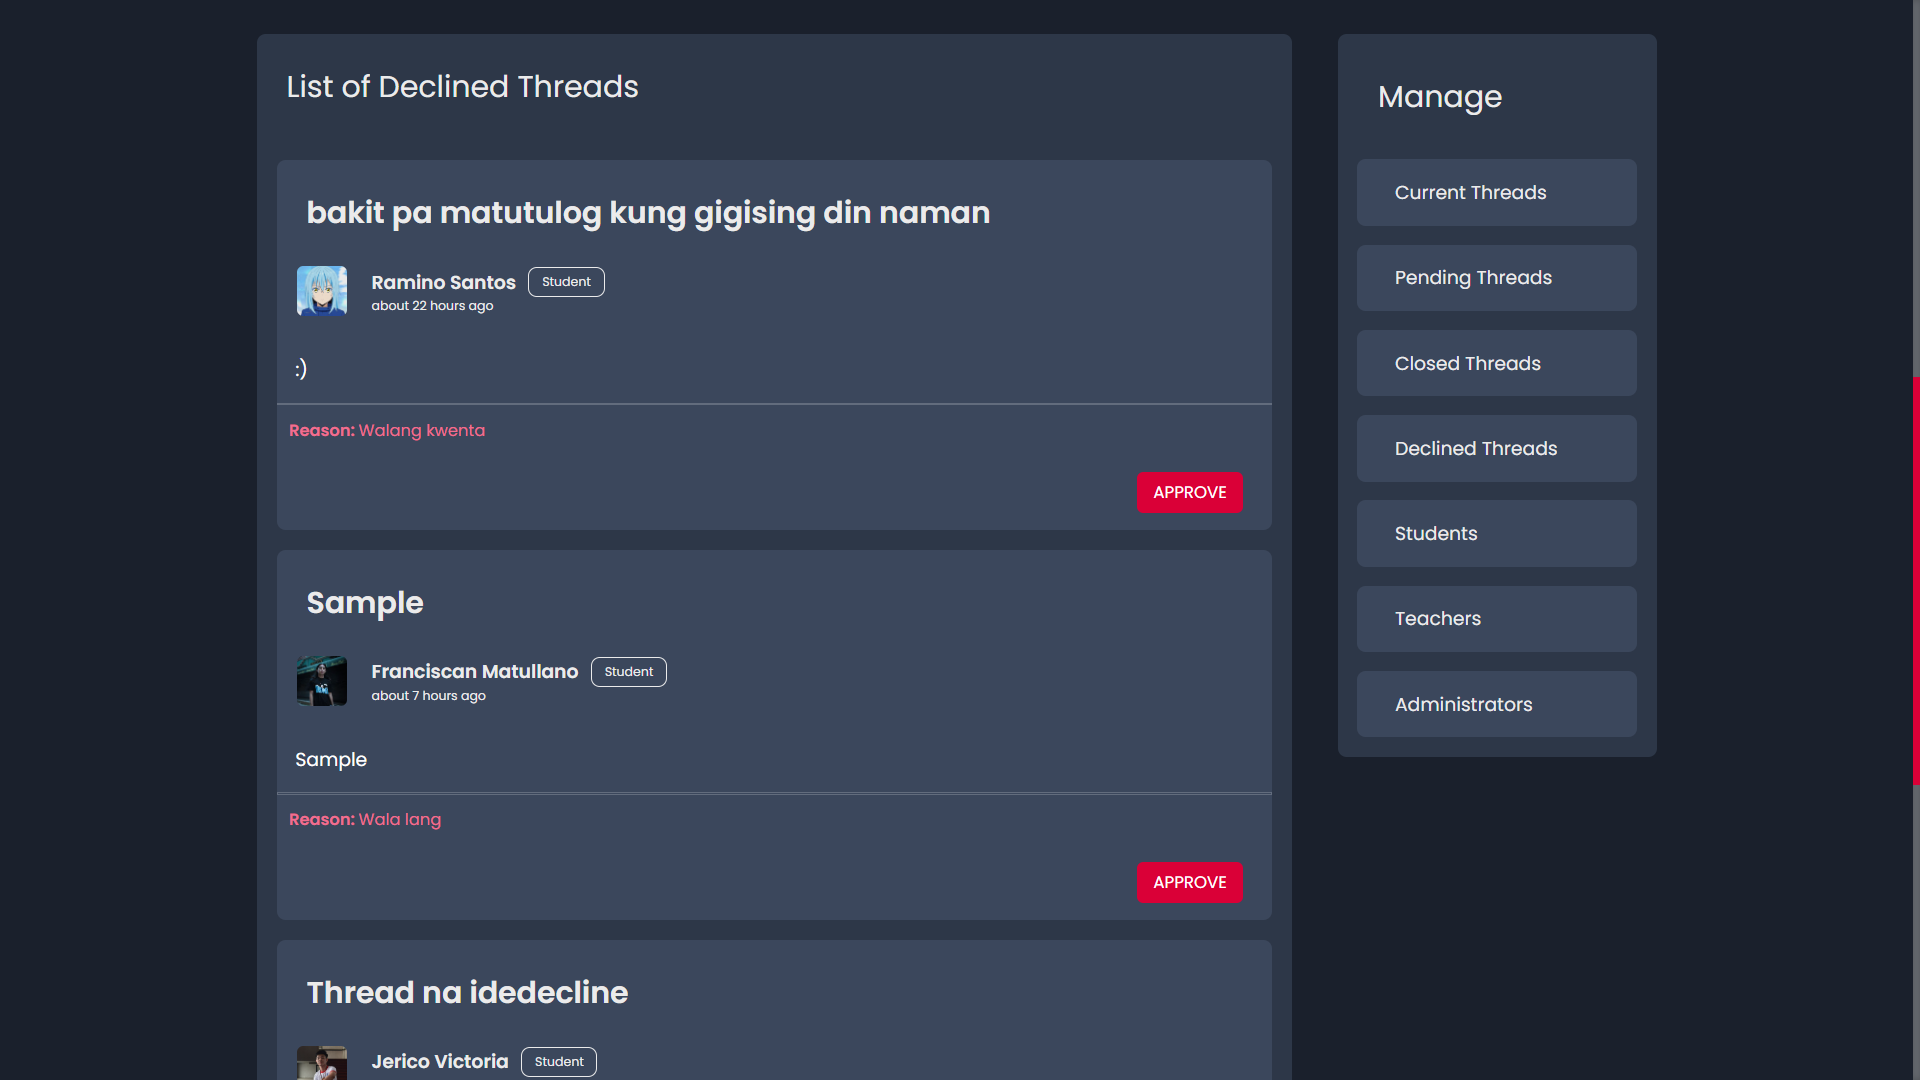 List of Declined Threads
bakit pa matutulog kung gigising din naman
Ramino Santos Student
about 22 hours ago
:)
Reason: Walang kwenta
APPROVE
Sample
Franciscan Matullano Student
about 7 hours ago
Sample
Reason: Wala lang
APPROVE
Thread na idedecline
Jerico Victoria Student
Manage
Current Threads
Pending Threads
Closed Threads
Declined Threads
Students
Teachers
Administrators